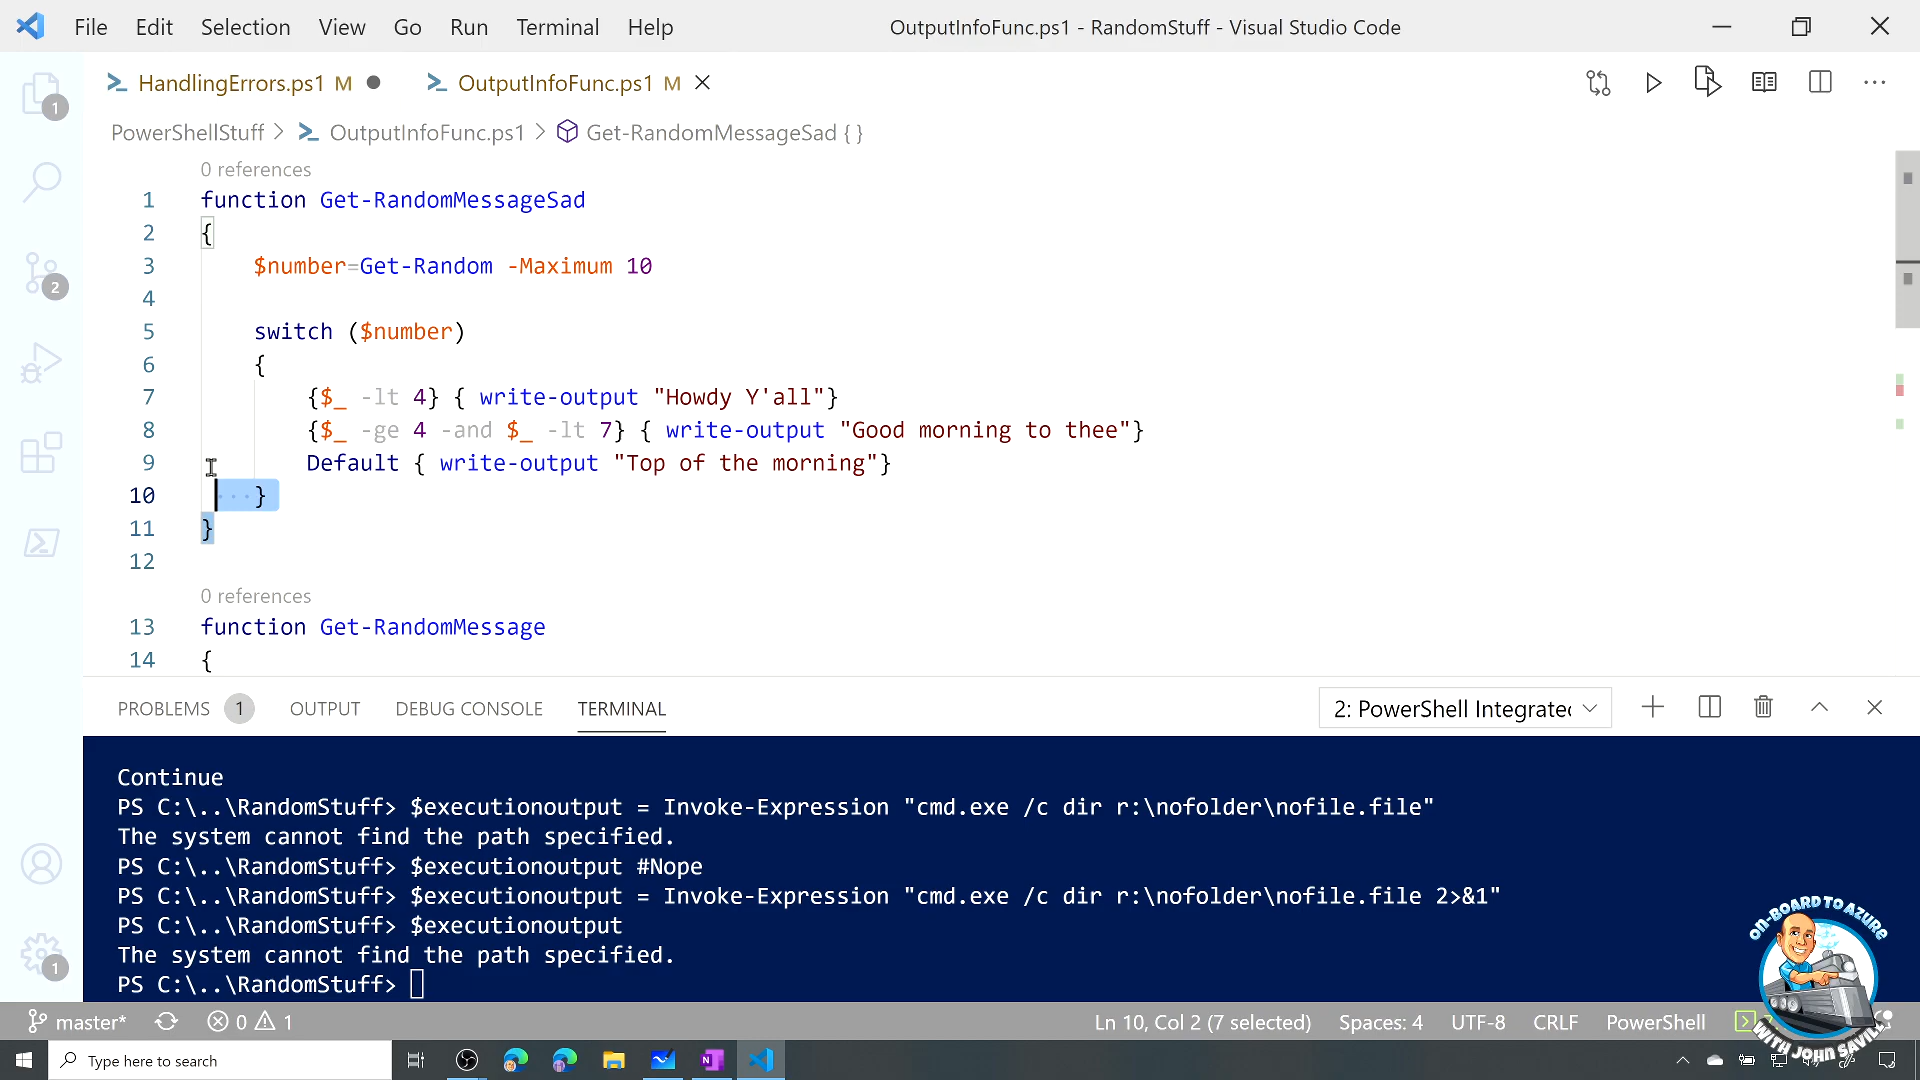 File Edit Selection View Go Run Terminal Help OutputInfoFunc.ps1 - RandomStuff - Visual Studio Code
HandlingErrors.ps1 M OutputInfoFunc.ps1 M
PowerShellStuff > OutputInfoFunc.ps1 > Get-RandomMessageSad { }
0 references
1 function Get-RandomMessageSad
2 {
3 $number=Get-Random -Maximum 10
4
5 switch ($number)
6 {
7 {$_ -lt 4} { write-output "Howdy Y'all"}
8 {$_ -ge 4 -and $_ -lt 7} { write-output "Good morning to thee"}
9 Default { write-output "Top of the morning"}
10 }
11 }
12
0 references
13 function Get-RandomMessage
14 {
1
2
1
PROBLEMS 1 OUTPUT DEBUG CONSOLE TERMINAL 2: PowerShell Integrated
Continue
PS C:\..\RandomStuff> $executionoutput = Invoke-Expression "cmd.exe /c dir r:\nofolder\nofile.file"
The system cannot find the path specified.
PS C:\..\RandomStuff> $executionoutput #Nope
PS C:\..\RandomStuff> $executionoutput = Invoke-Expression "cmd.exe /c dir r:\nofolder\nofile.file 2>&1"
PS C:\..\RandomStuff> $executionoutput
The system cannot find the path specified.
PS C:\..\RandomStuff>
ON-BOARD TO AZURE
WITH JOHN SAVILL
master* 0 1 Ln 10, Col 2 (7 selected) Spaces: 4 UTF-8 CRLF PowerShell
Type here to search